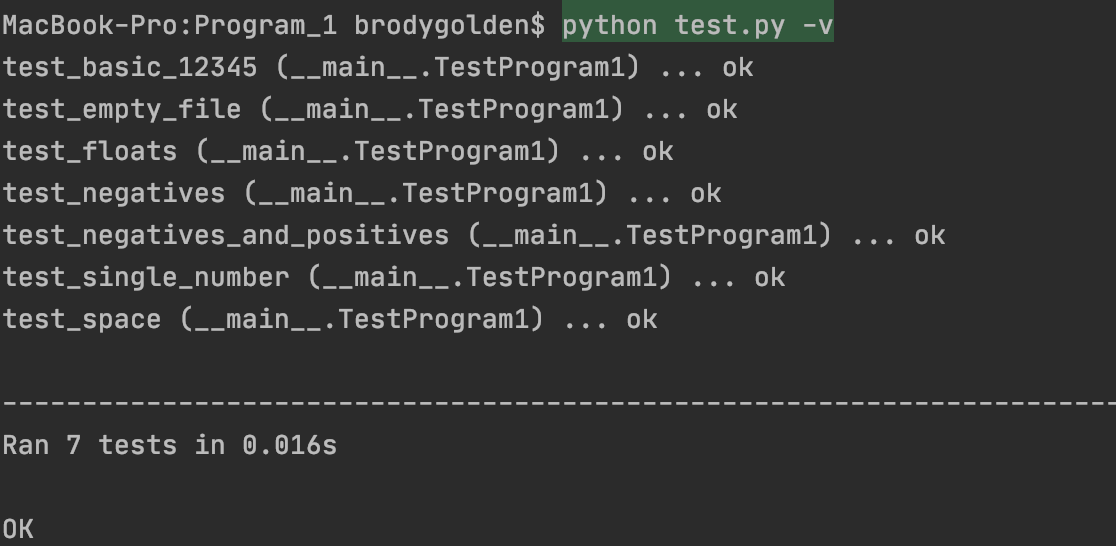 MacBook-Pro:Program_1 brodygolden$ python test.py -v
test_basic_12345 (__main__.TestProgram1) ... ok
test_empty_file (__main__.TestProgram1) ... ok
test_floats (__main__.TestProgram1) ... ok
test_negatives (__main__.TestProgram1) ... ok
test_negatives_and_positives (__main__.TestProgram1) ... ok
test_single_number (__main__.TestProgram1) ... ok
test_space (__main__.TestProgram1) ... ok
----------------------------------------------------------------------
Ran 7 tests in 0.016s
OK